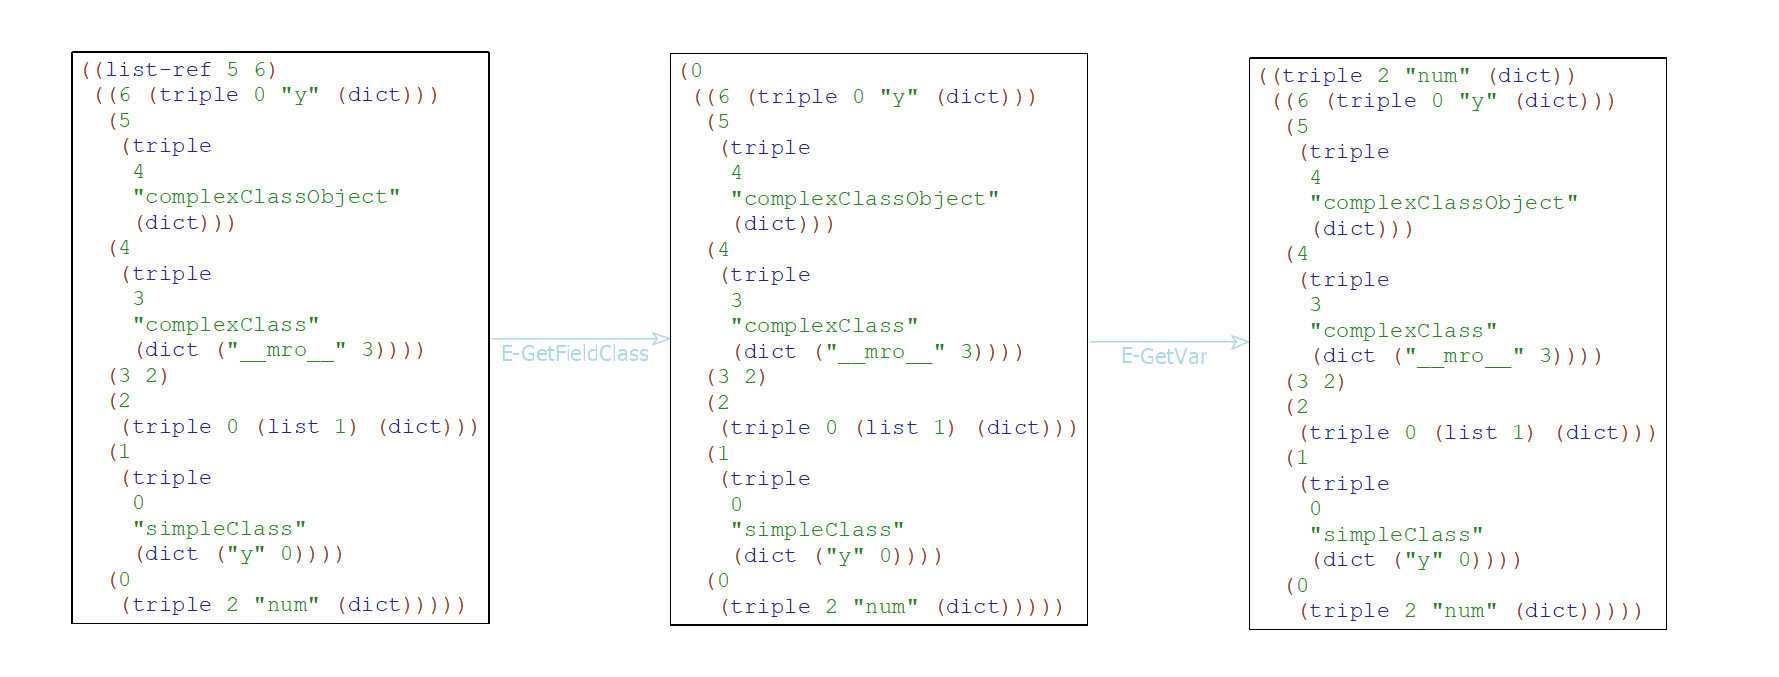 ((list-ref 5 6)
((6 (triple 0 "y" (dict)))
(5
(triple
4
"complexClassObject"
(dict)))
(4
(triple
3
"complexClass"
(dict ("__mro__" 3))))
(3 2)
(2
(triple 0 (list 1) (dict)))
(1
(triple
0
"simpleClass"
(dict ("y" 0))))
(0
(triple 2 "num" (dict)))))
E-GetFieldClass
(0
((6 (triple 0 "y" (dict)))
(5
(triple
4
"complexClassObject"
(dict)))
(4
(triple
3
"complexClass"
(dict ("__mro__" 3))))
(3 2)
(2
(triple 0 (list 1) (dict)))
(1
(triple
0
"simpleClass"
(dict ("y" 0))))
(0
(triple 2 "num" (dict)))))
E-GetVar
((triple 2 "num" (dict))
((6 (triple 0 "y" (dict)))
(5
(triple
4
"complexClassObject"
(dict)))
(4
(triple
3
"complexClass"
(dict ("__mro__" 3))))
(3 2)
(2
(triple 0 (list 1) (dict)))
(1
(triple
0
"simpleClass"
(dict ("y" 0))))
(0
(triple 2 "num" (dict)))))